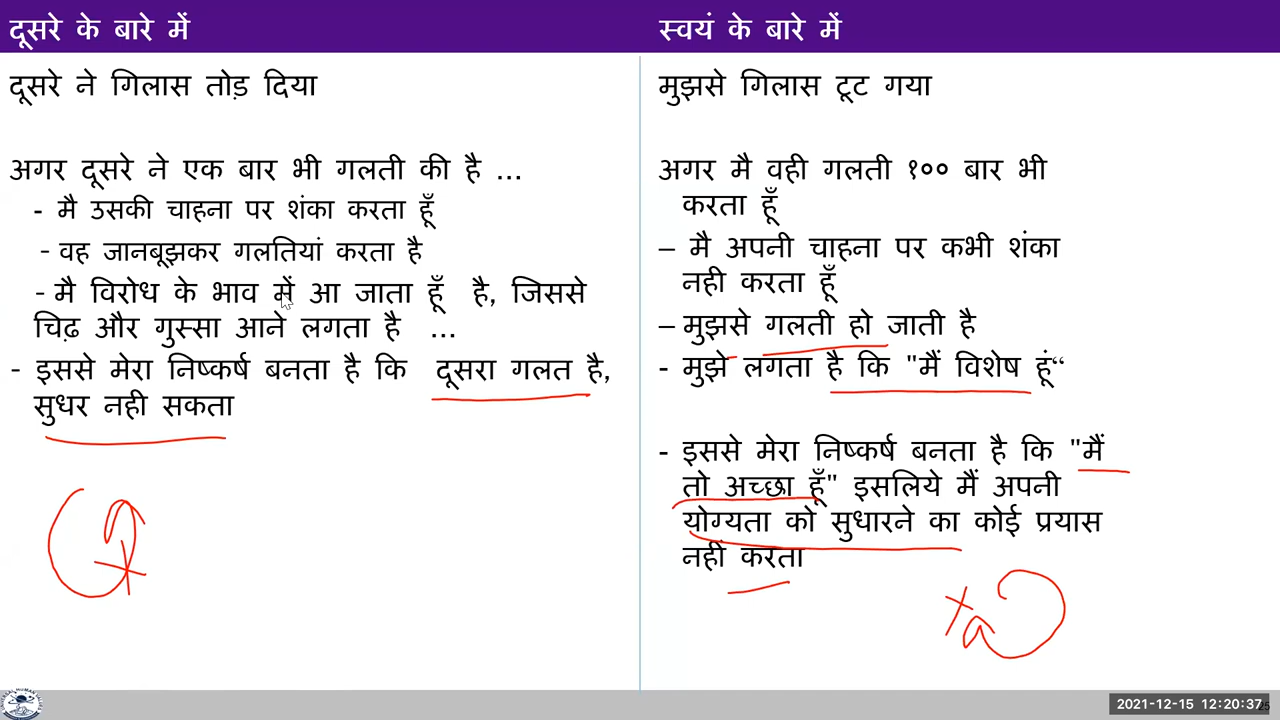 दूसरे के बारे में
दूसरे ने गिलास तोड़ दिया
अगर दूसरे ने एक बार भी गलती की है ...
- मै उसकी चाहना पर शंका करता हूँ
- वह जानबूझकर गलतियां करता है
- मै विरोध के भाव में आ जाता हूँ है, जिससे
चिढ़ और गुस्सा आने लगता है ...
- इससे मेरा निष्कर्ष बनता है कि दूसरा गलत है,
सुधर नही सकता
स्वयं के बारे में
मुझसे गिलास टूट गया
अगर मै वही गलती १०० बार भी
करता हूँ
– मै अपनी चाहना पर कभी शंका
नही करता हूँ
– मुझसे गलती हो जाती है
- मुझे लगता है कि "मैं विशेष हूं“
- इससे मेरा निष्कर्ष बनता है कि "मैं
तो अच्छा हूँ" इसलिये मैं अपनी
योग्यता को सुधारने का कोई प्रयास
नहीं करता
2021-12-15 12:20:37